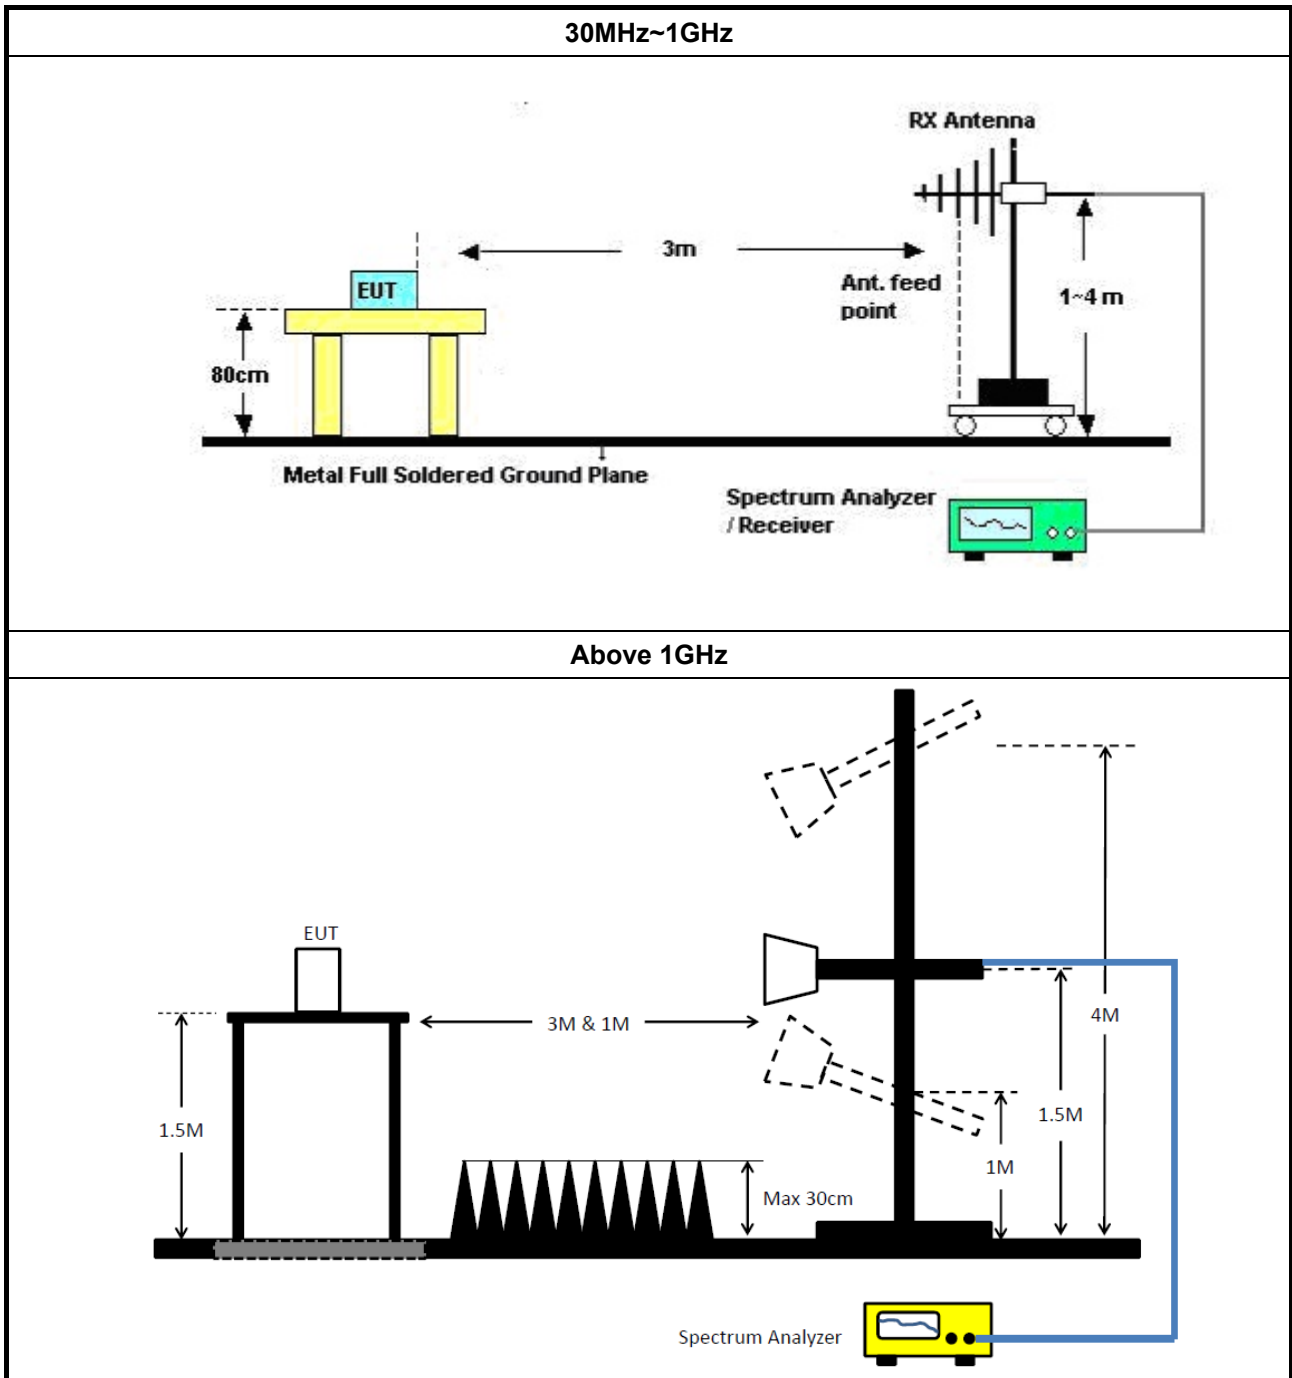 30MHz~1GHz
RX Antenna
3m
EUT
Ant. feed
point
1~4 m
80cm
Metal Full Soldered Ground Plane
Spectrum Analyzer
/ Receiver
Above 1GHz
EUT
3M & 1M
4M
1.5M
1.5M
1M
Max 30cm
Spectrum Analyzer